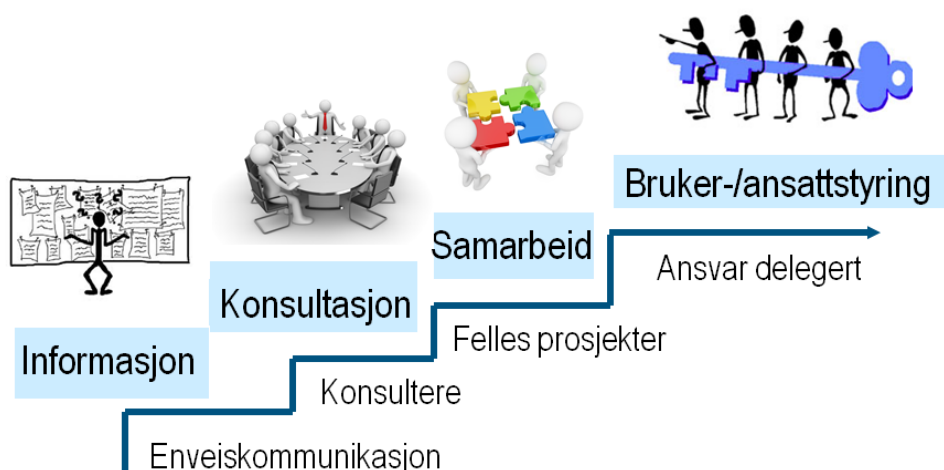 Informasjon
Enveiskommunikasjon
Konsultasjon
Konsultere
Samarbeid
Felles prosjekter
Bruker-/ansattstyring
Ansvar delegert